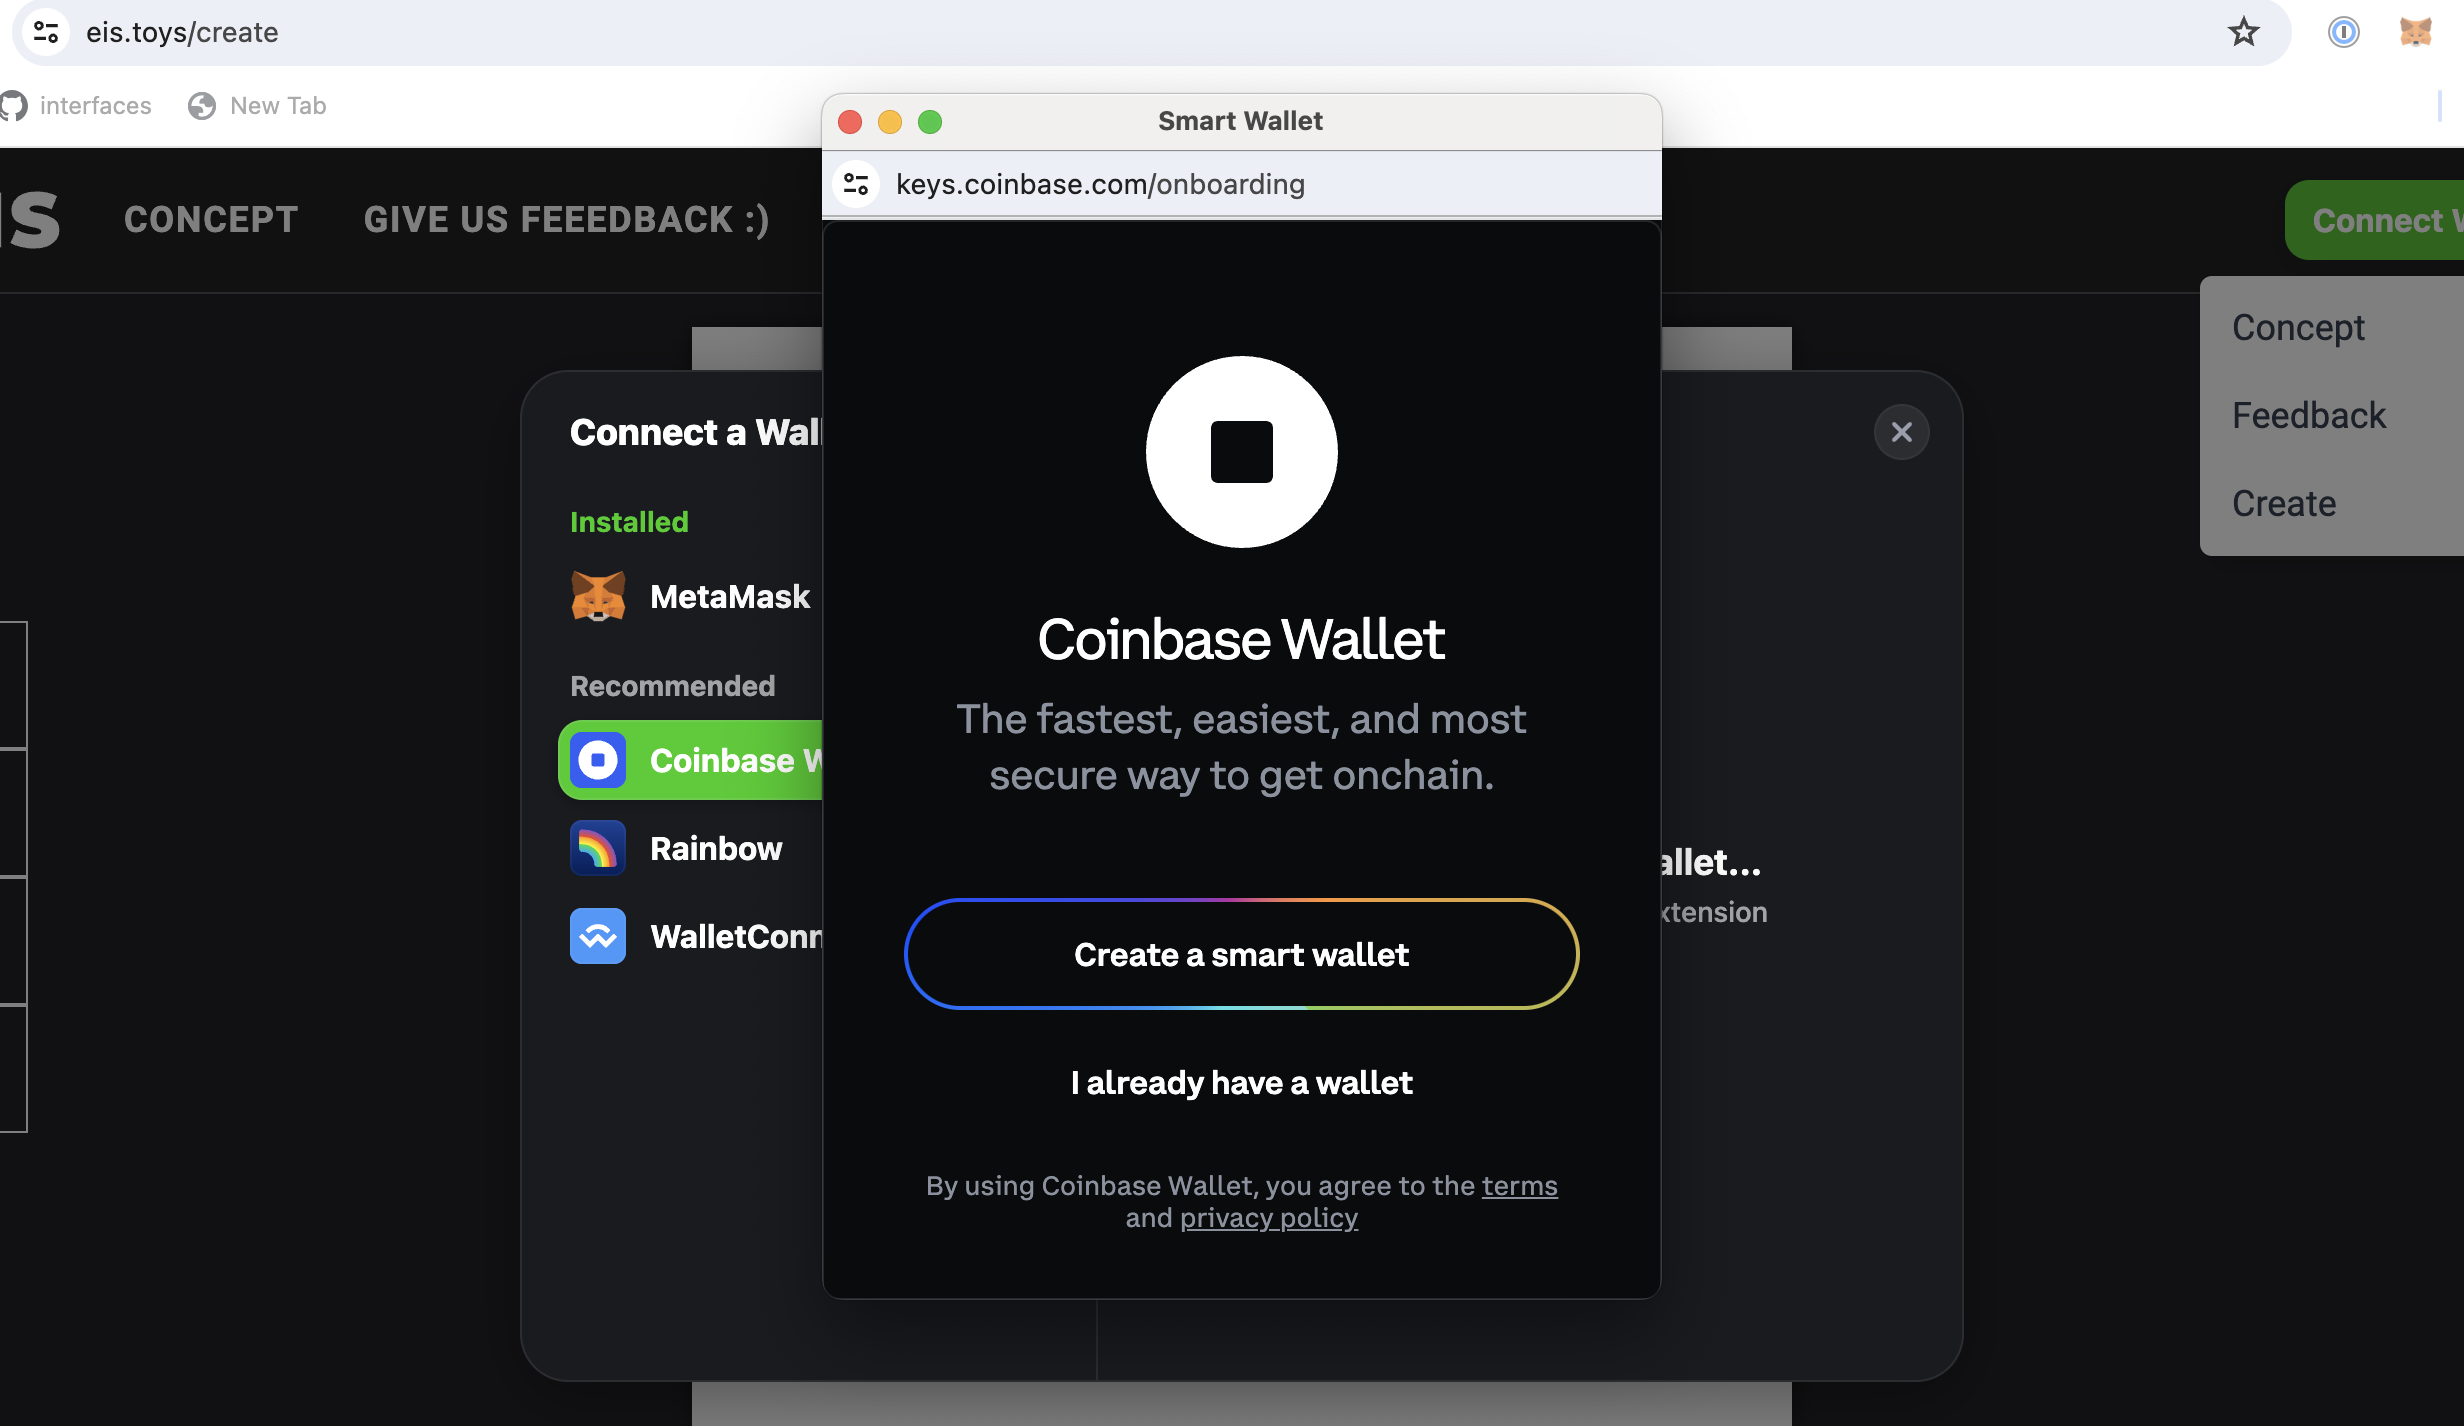 eis.toys/create
interfaces
New Tab
Smart Wallet
keys.coinbase.com/onboarding
IS
CONCEPT
GIVE US FEEEDBACK :)
Connect W
Concept
Feedback
Create
Connect a Wall
Installed
MetaMask
Recommended
Coinbase W
Rainbow
WalletConn
allet...
xtension
Coinbase Wallet
The fastest, easiest, and most
secure way to get onchain.
Create a smart wallet
I already have a wallet
By using Coinbase Wallet, you agree to the terms
and privacy policy